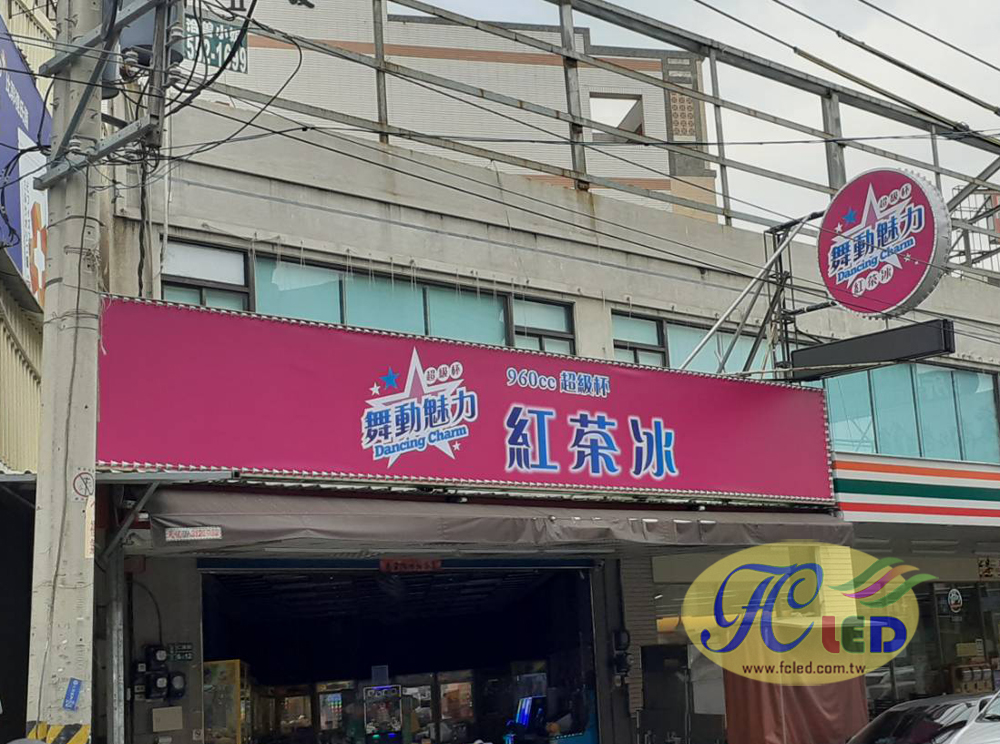 超級杯
舞動魅力
Dancing Charm
紅茶冰
超級杯
舞動魅力
Dancing Charm
960cc 超級杯
紅茶冰
FC LED
www.fcled.com.tw